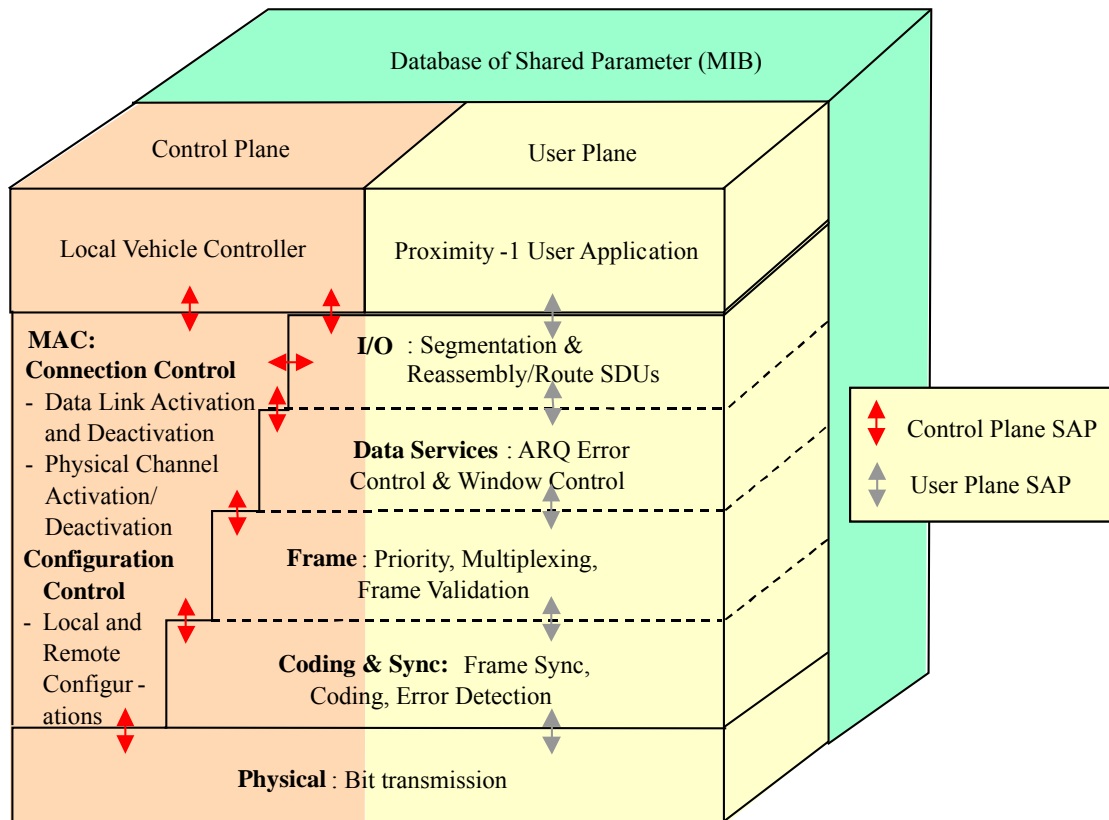 Database of Shared Parameter (MIB)
Control Plane
User Plane
Local Vehicle Controller
Proximity -1 User Application
MAC:
Connection Control
- Data Link Activation
and Deactivation
- Physical Channel
Activation/
Deactivation
Configuration
Control
- Local and
Remote
Configur -
ations
I/O : Segmentation &
Reassembly/Route SDUs
Data Services : ARQ Error
Control & Window Control
Frame : Priority, Multiplexing,
Frame Validation
Coding & Sync: Frame Sync,
Coding, Error Detection
Physical : Bit transmission
Control Plane SAP
User Plane SAP